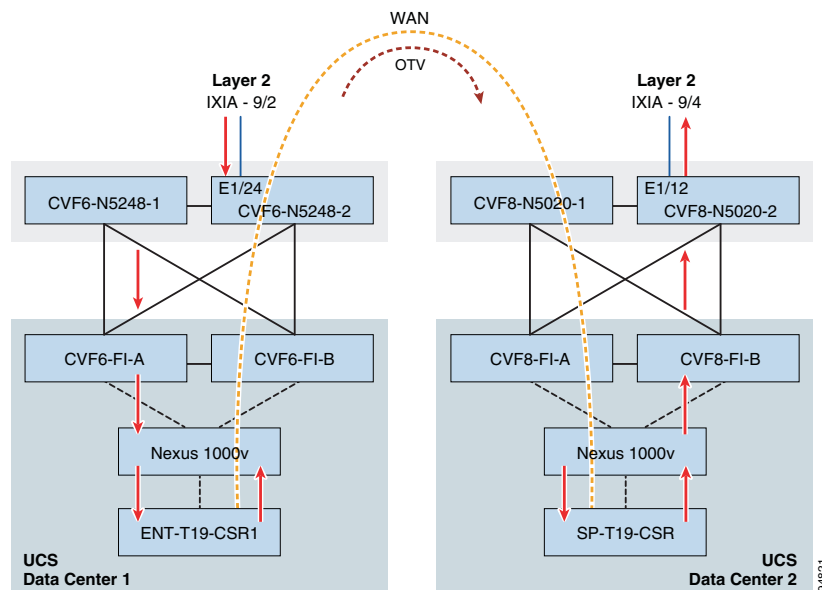 WAN
OTV
Layer 2
IXIA - 9/2
Layer 2
IXIA - 9/4
CVF6-N5248-1
E1/24
CVF6-N5248-2
CVF8-N5020-1
E1/12
CVF8-N5020-2
CVF6-FI-A
CVF6-FI-B
CVF8-FI-A
CVF8-FI-B
Nexus 1000v
Nexus 1000v
ENT-T19-CSR1
SP-T19-CSR
UCS
Data Center 1
UCS
Data Center 2